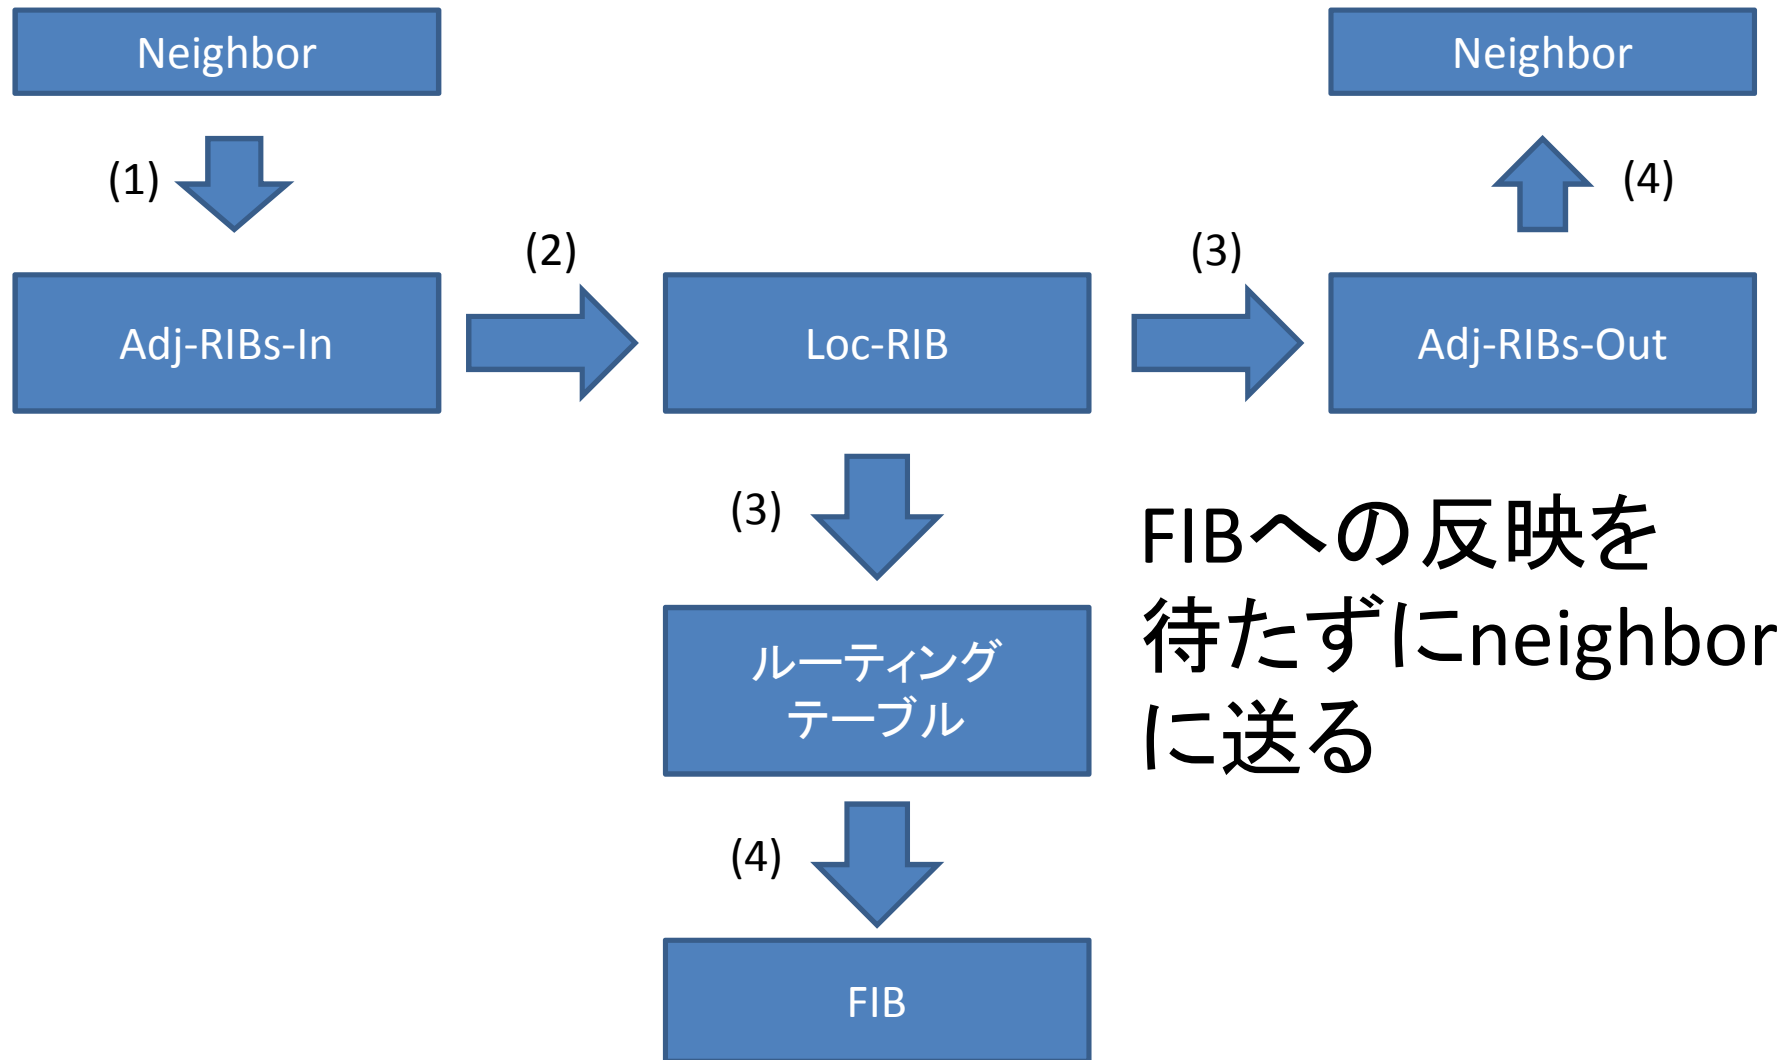 Neighbor
Neighbor
(1)
(4)
(2)
(3)
Adj-RIBs-In
Loc-RIB
Adj-RIBs-Out
(3)
FIBへの反映を
待たずにneighbor
に送る
ルーティング
テーブル
(4)
FIB